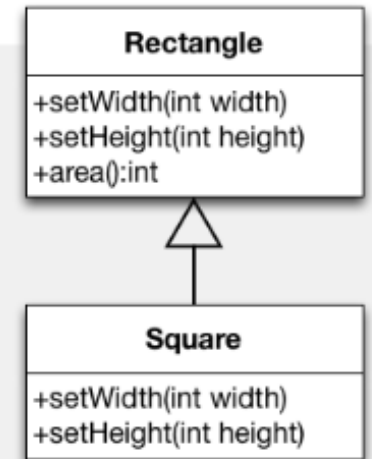 Rectangle
+setWidth(int width)
+setHeight(int height)
+area():int
Square
+setWidth(int width)
+setHeight(int height)